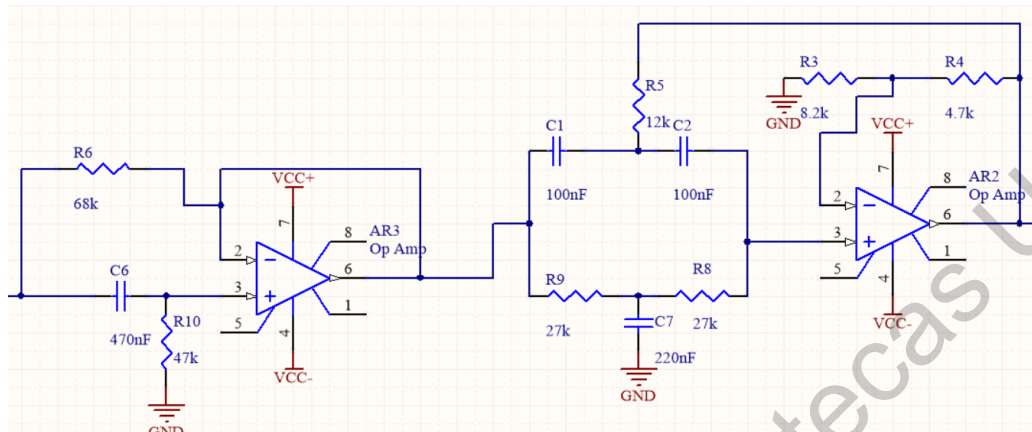 R6
68k
C6
470nF
R10
47k
GND
VCC+
7
AR3
Op Amp
8
2
3
6
5
4
1
VCC-
C1
100nF
R5
12k
C2
100nF
R9
27k
R8
27k
C7
220nF
GND
R3
8.2k
GND
R4
4.7k
VCC+
7
AR2
Op Amp
8
2
3
6
5
4
1
VCC-
tecas U